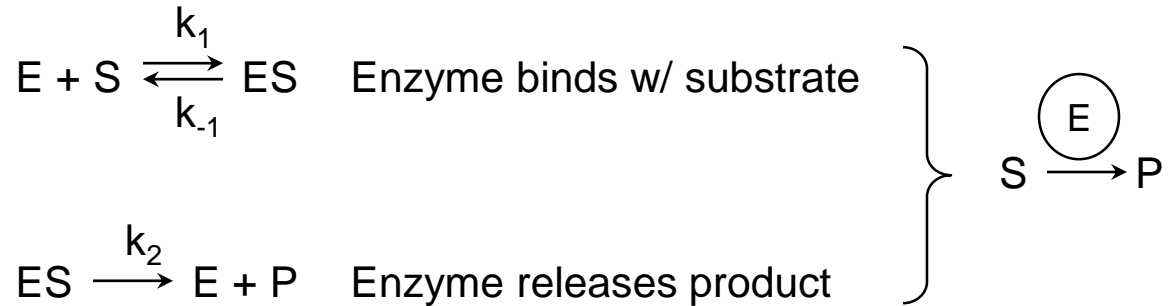 k₁
E + S ⇄ ES Enzyme binds w/ substrate
k₋₁
E
S → P
k₂
ES → E + P Enzyme releases product